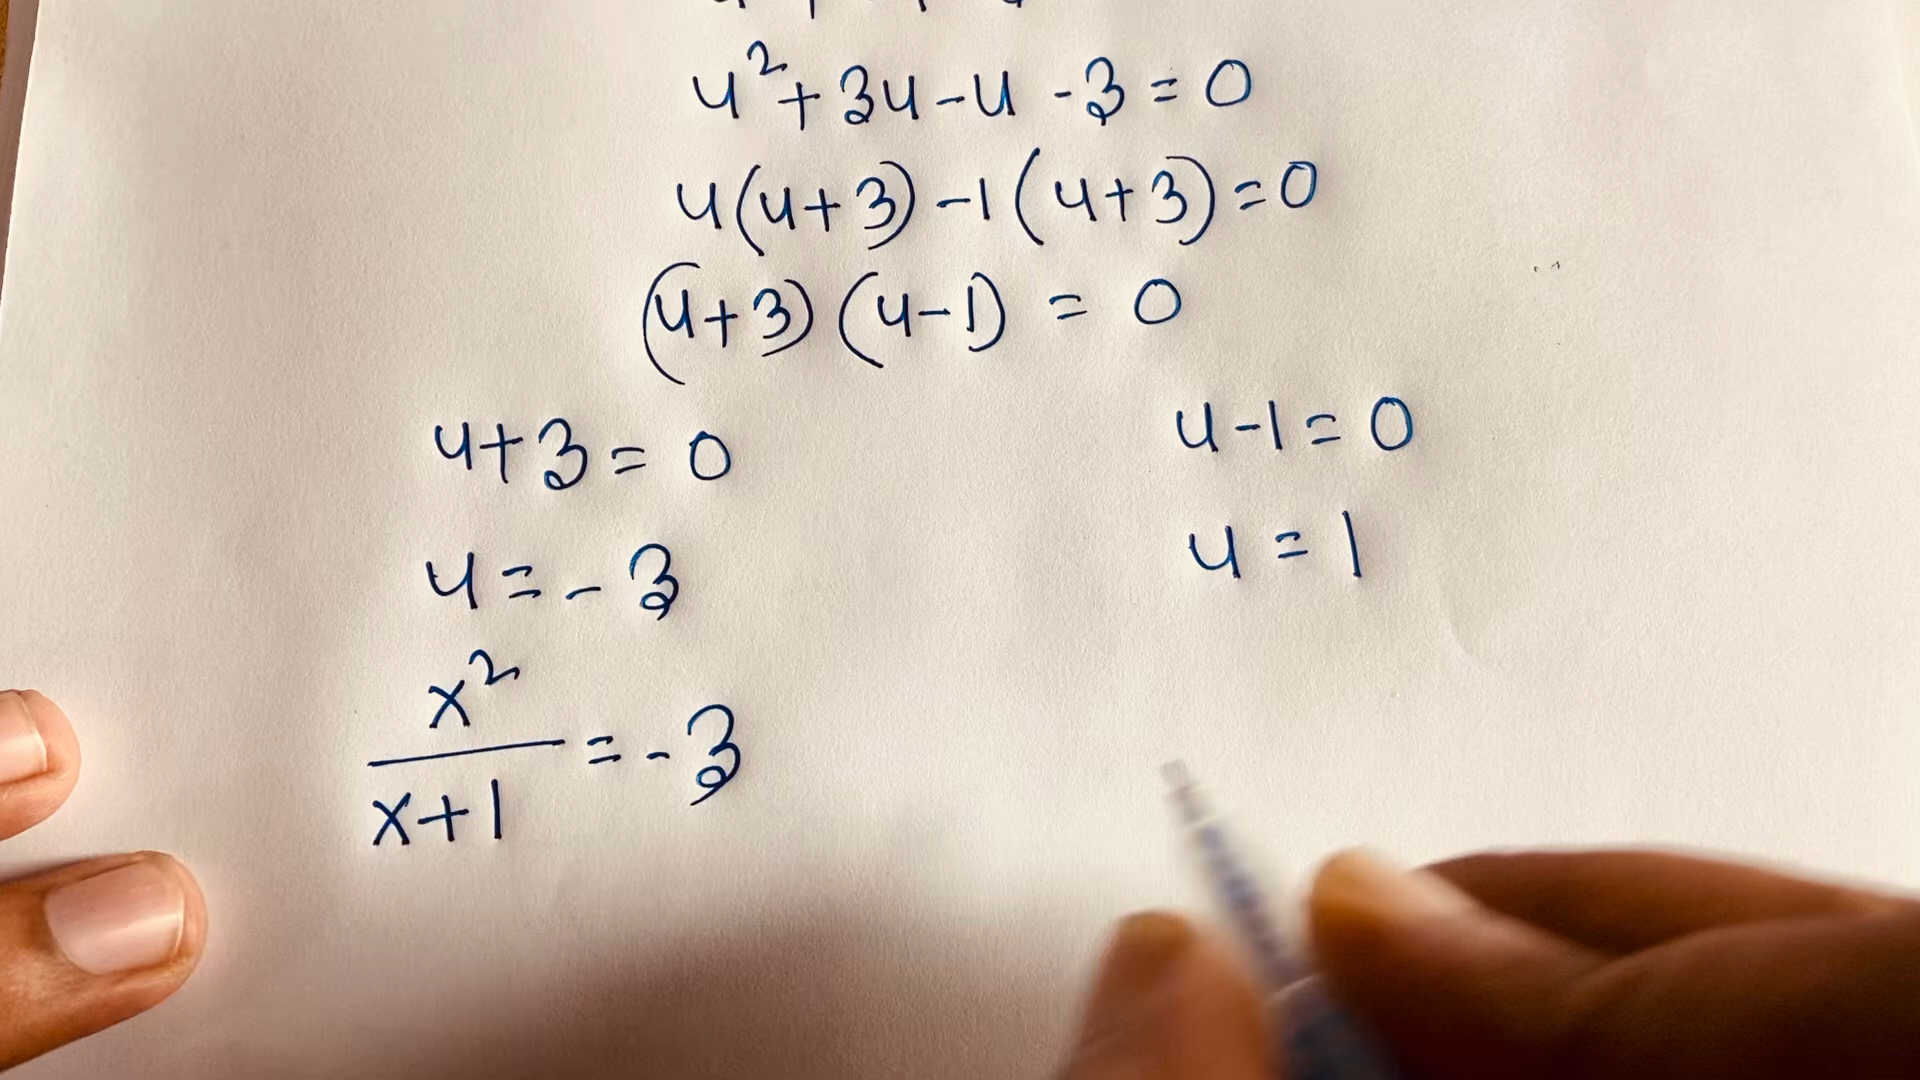 u² + 3u - u - 3 = 0
u(u+3) - 1(u+3) = 0
(u+3)(u-1) = 0
u+3 = 0
u-1 = 0
u = -3
u = 1
x²/(x+1) = -3